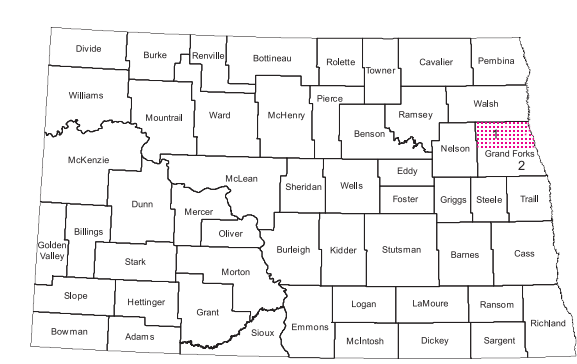 Divide
Burke
Renville
Bottineau
Rolette
Towner
Cavalier
Pembina
Williams
Mountrail
Ward
McHenry
Pierce
Benson
Ramsey
Walsh
Nelson
1
Grand Forks
2
McKenzie
McLean
Sheridan
Wells
Eddy
Foster
Griggs
Steele
Traill
Dunn
Mercer
Oliver
Golden
Valley
Billings
Stark
Morton
Burleigh
Kidder
Stutsman
Barnes
Cass
Slope
Hettinger
Grant
Sioux
Emmons
Logan
LaMoure
Ransom
Richland
Bowman
Adams
McIntosh
Dickey
Sargent